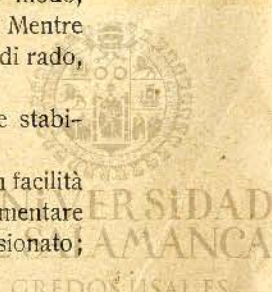 modo,
Mentre
di rado,
e stabi-
facilità
mentare
sionato;
UNIVERSIDAD
DE SALAMANCA
GREDOS.USAL.ES